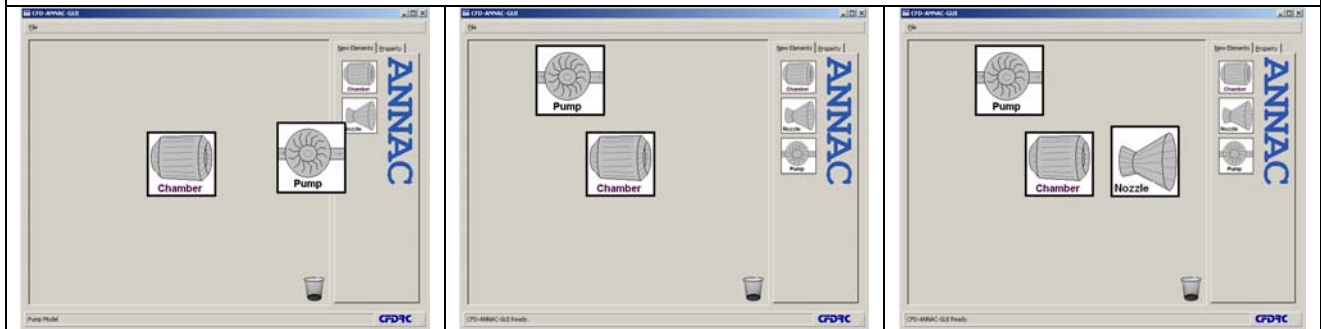 CFD-ANNAC-GUI
File
New Elements Property
Chamber
Nozzle
ANNAC
Chamber
Pump
Pump Model
CFDRC
CFD-ANNAC-GUI
File
New Elements Property
Pump
Chamber
Nozzle
Pump
ANNAC
Chamber
CFD-ANNAC-GUI Ready.
CFDRC
CFD-ANNAC-GUI
File
New Elements Property
Pump
Chamber
Nozzle
Pump
ANNAC
Chamber
Nozzle
CFD-ANNAC-GUI Ready.
CFDRC